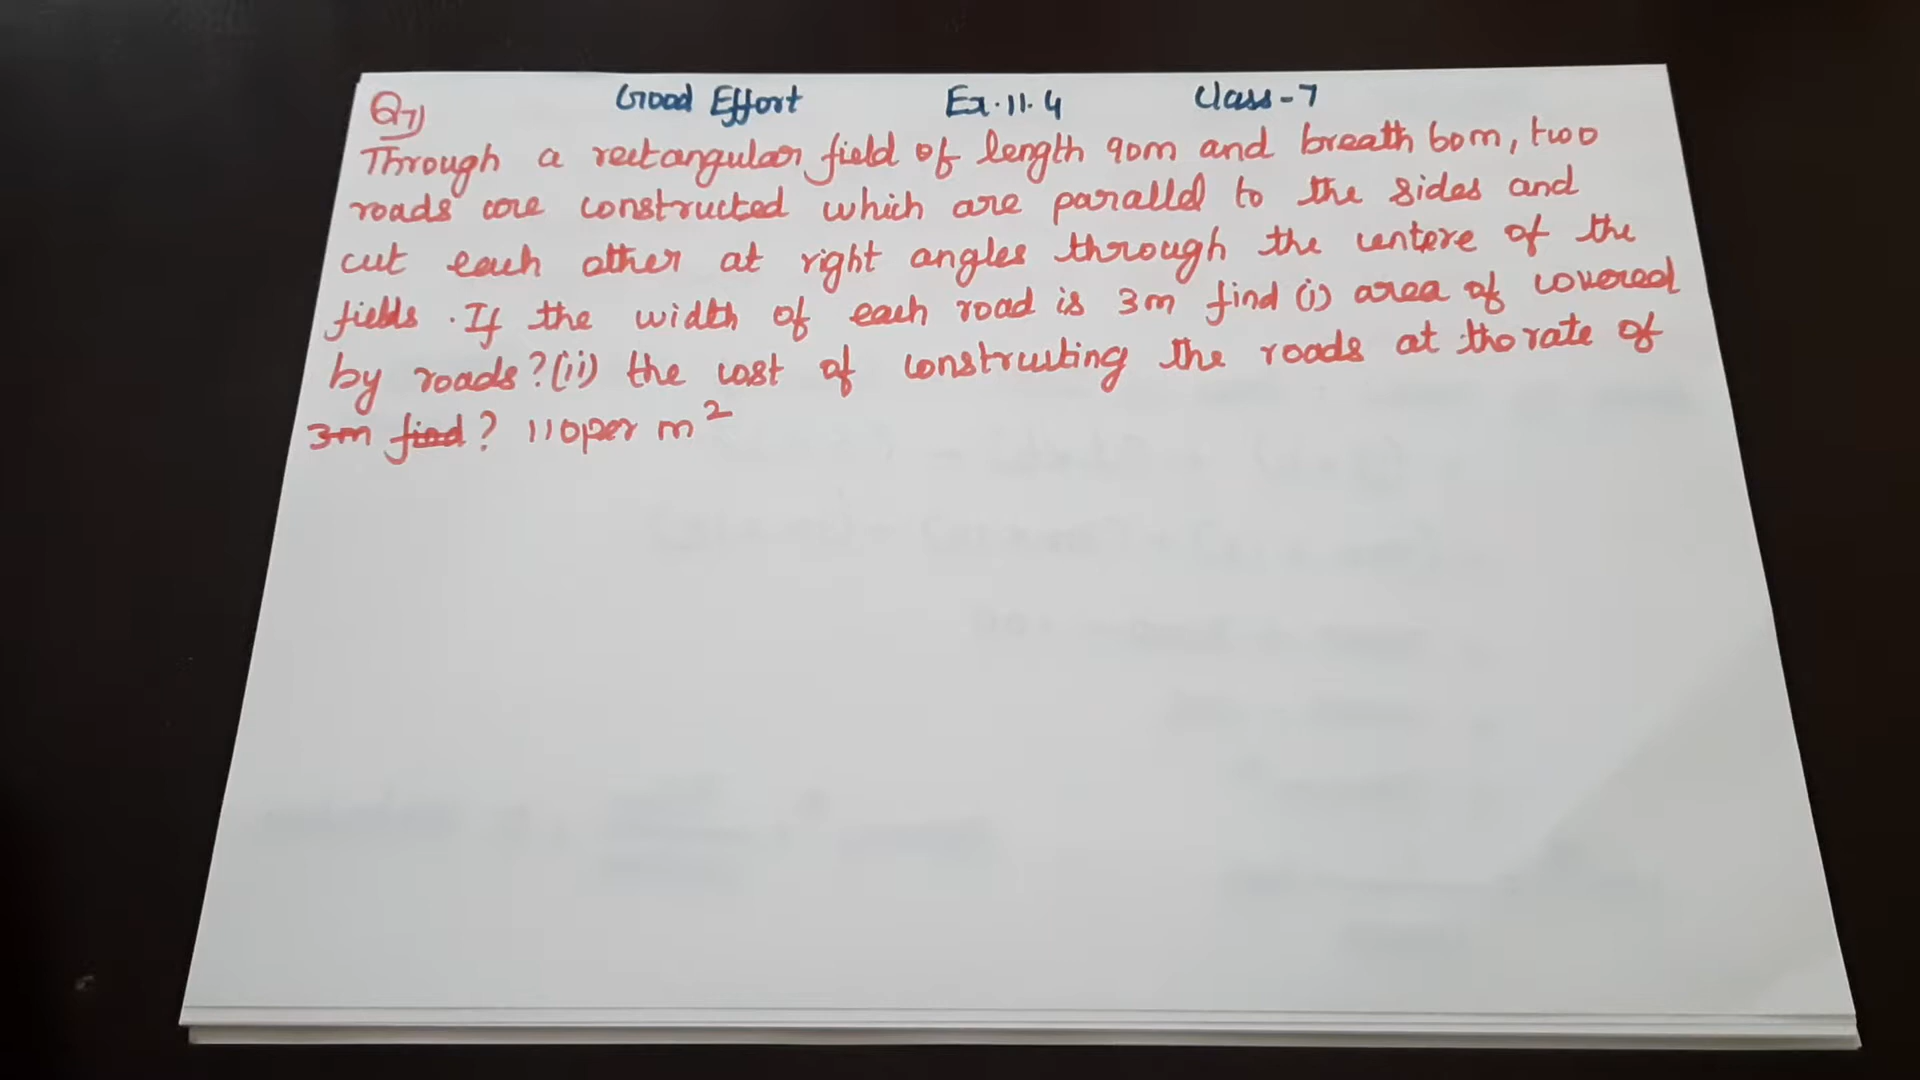 Q7)
Good Effort Ex.11.4 Class-7
Through a rectangular field of length 90m and breath 60m, two
roads are constructed which are parallel to the sides and
cut each other at right angles through the centere of the
fields. If the width of each road is 3m find (i) area of covered
by roads? (ii) the cost of constructing the roads at the rate of
3m find? 110per m²